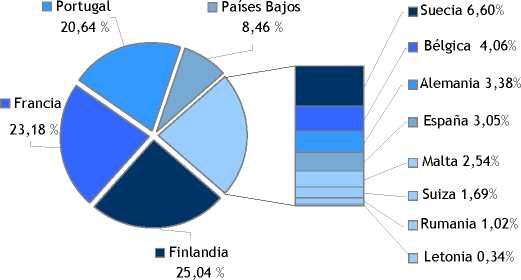 Portugal
20,64 %
Países Bajos
8,46 %
Francia
23,18 %
Finlandia
25,04 %
Suecia 6,60%
Bélgica 4,06%
Alemania 3,38%
España 3,05%
Malta 2,54%
Suiza 1,69%
Rumania 1,02%
Letonia 0,34%